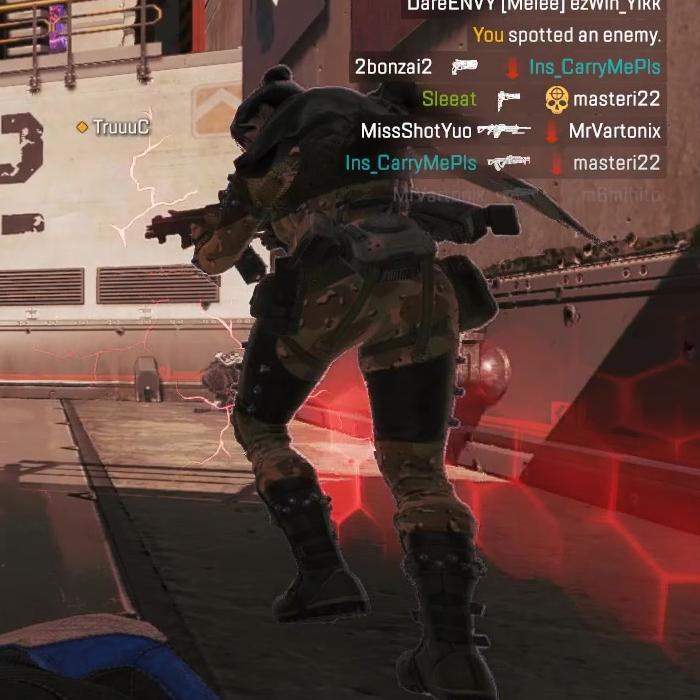 DareENVY [Melee] ezWin_Yikk
You spotted an enemy.
2bonzai2 Ins_CarryMePls
Sleeat masteri22
TruuuC
MissShotYuo MrVartonix
Ins_CarryMePls masteri22